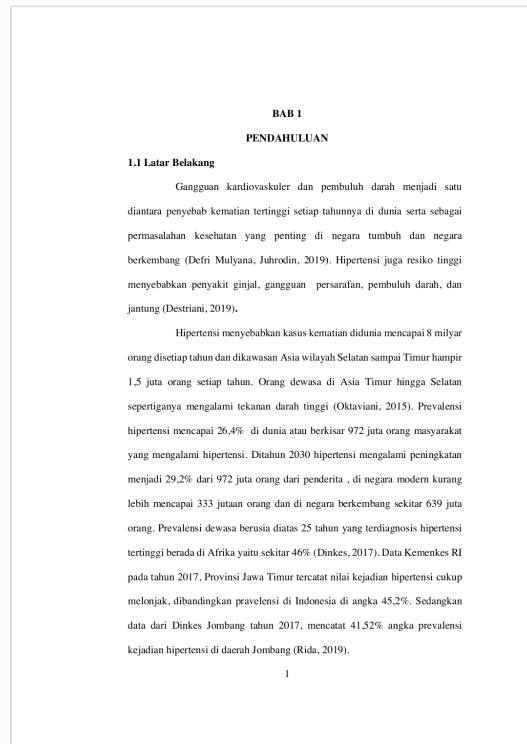 BAB 1
PENDAHULUAN
1.1 Latar Belakang
Gangguan kardiovaskuler dan pembuluh darah menjadi satu
diantara penyebab kematian tertinggi setiap tahunnya di dunia serta sebagai
permasalahan kesehatan yang penting di negara tumbuh dan negara
berkembang (Defri Mulyana, Juhrodin, 2019). Hipertensi juga resiko tinggi
menyebabkan penyakit ginjal, gangguan persarafan, pembuluh darah, dan
jantung (Destriani, 2019).
Hipertensi menyebabkan kasus kematian didunia mencapai 8 milyar
orang disetiap tahun dan dikawasan Asia wilayah Selatan sampai Timur hampir
1,5 juta orang setiap tahun. Orang dewasa di Asia Timur hingga Selatan
sepertiganya mengalami tekanan darah tinggi (Oktaviani, 2015). Prevalensi
hipertensi mencapai 26,4% di dunia atau berkisar 972 juta orang masyarakat
yang mengalami hipertensi. Ditahun 2030 hipertensi mengalami peningkatan
menjadi 29,2% dari 972 juta orang dari penderita , di negara modern kurang
lebih mencapai 333 jutaan orang dan di negara berkembang sekitar 639 juta
orang. Prevalensi dewasa berusia diatas 25 tahun yang terdiagnosis hipertensi
tertinggi berada di Afrika yaitu sekitar 46% (Dinkes, 2017). Data Kemenkes RI
pada tahun 2017, Provinsi Jawa Timur tercatat nilai kejadian hipertensi cukup
melonjak, dibandingkan pravelensi di Indonesia di angka 45,2%. Sedangkan
data dari Dinkes Jombang tahun 2017, mencatat 41,52% angka prevalensi
kejadian hipertensi di daerah Jombang (Rida, 2019).
1